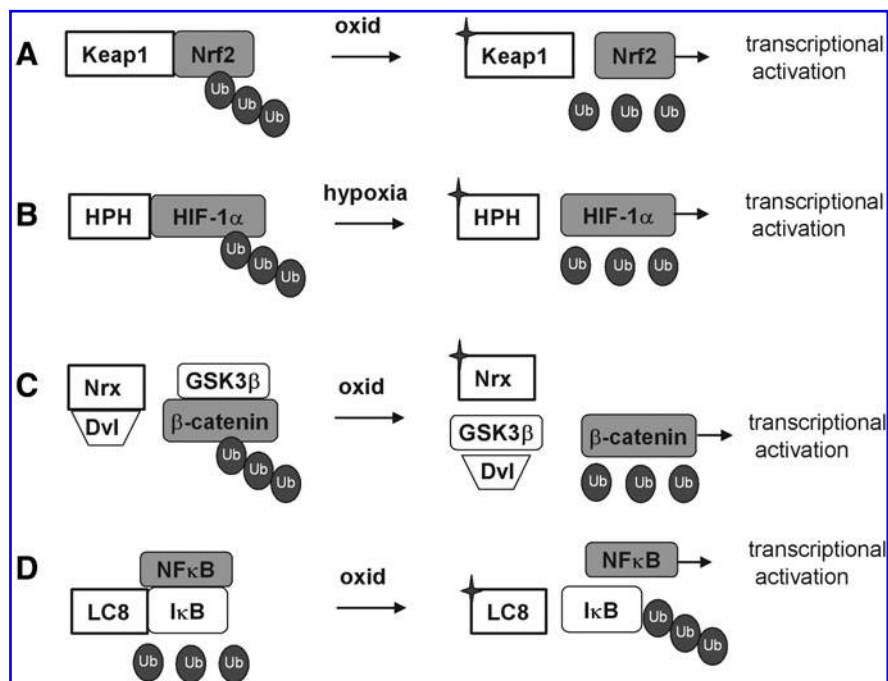 A
Keap1 Nrf2
Ub Ub Ub
oxid
Keap1 Nrf2
Ub Ub Ub
transcriptional
activation
B
HPH HIF-1α
Ub Ub Ub
hypoxia
HPH HIF-1α
Ub Ub Ub
transcriptional
activation
C
Nrx
Dvl
GSK3β
β-catenin
Ub Ub Ub
oxid
Nrx
GSK3β
Dvl
β-catenin
Ub Ub Ub
transcriptional
activation
D
NFκB
LC8 IκB
Ub Ub Ub
oxid
LC8
NFκB
IκB
Ub Ub Ub
transcriptional
activation